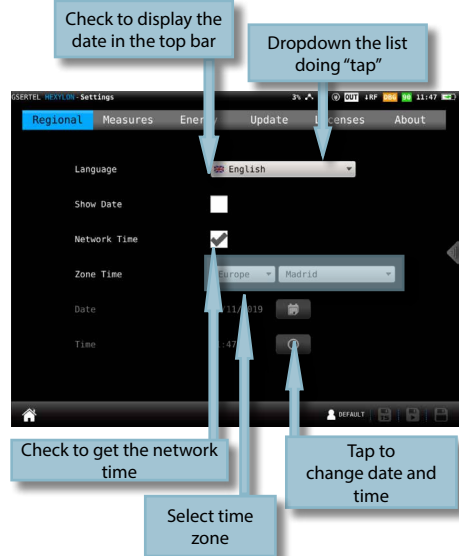 Check to display the
date in the top bar
Dropdown the list
doing “tap”
GSERTEL HEXYLON - Settings
3%
OUT
↓RF
11:47
Regional Measures Update About
Language
English
Show Date
Network Time
Zone Time
Madrid
Date
Time
DEFAULT
Check to get the network
time
Tap to
change date and
time
Select time
zone